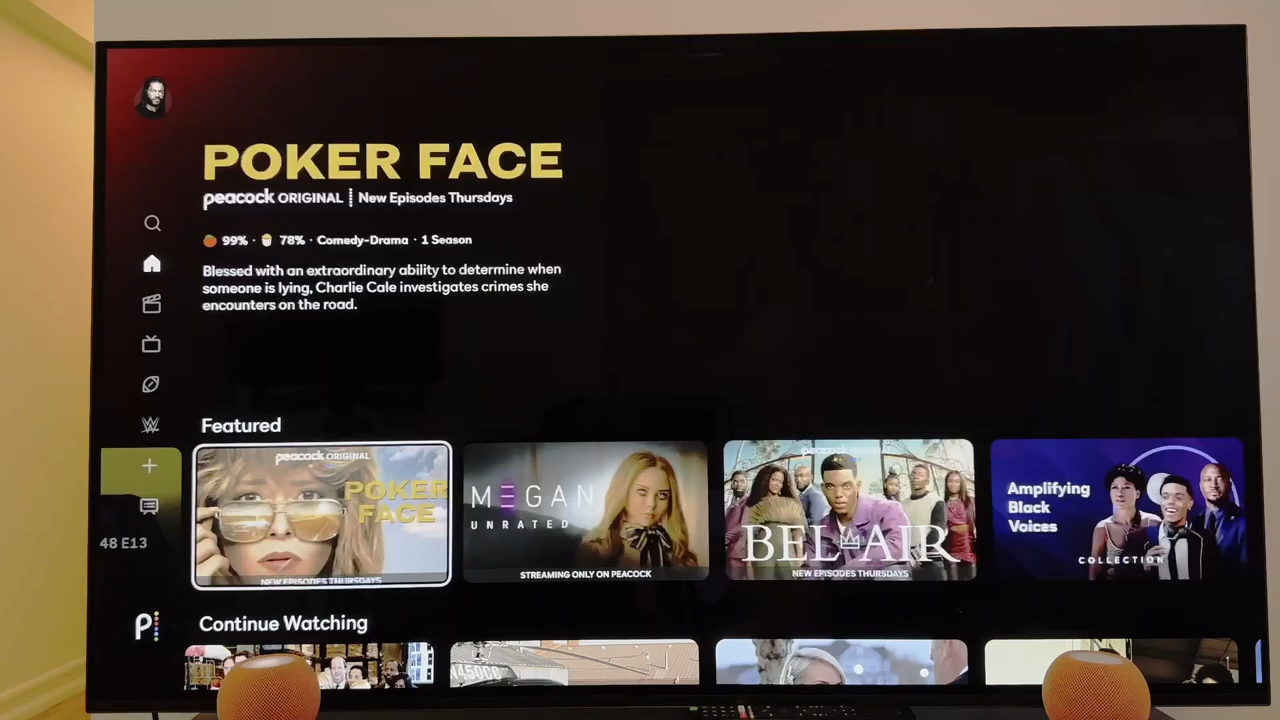 POKER FACE
peacock ORIGINAL New Episodes Thursdays
99% · 78% · Comedy-Drama · 1 Season
Blessed with an extraordinary ability to determine when
someone is lying, Charlie Cale investigates crimes she
encounters on the road.
Featured
peacock ORIGINAL
POKER
FACE
NEW EPISODES THURSDAYS
M3GAN
UNRATED
STREAMING ONLY ON PEACOCK
BEL-AIR
NEW EPISODES THURSDAYS
Amplifying
Black
Voices
COLLECTION
48 E13
Continue Watching